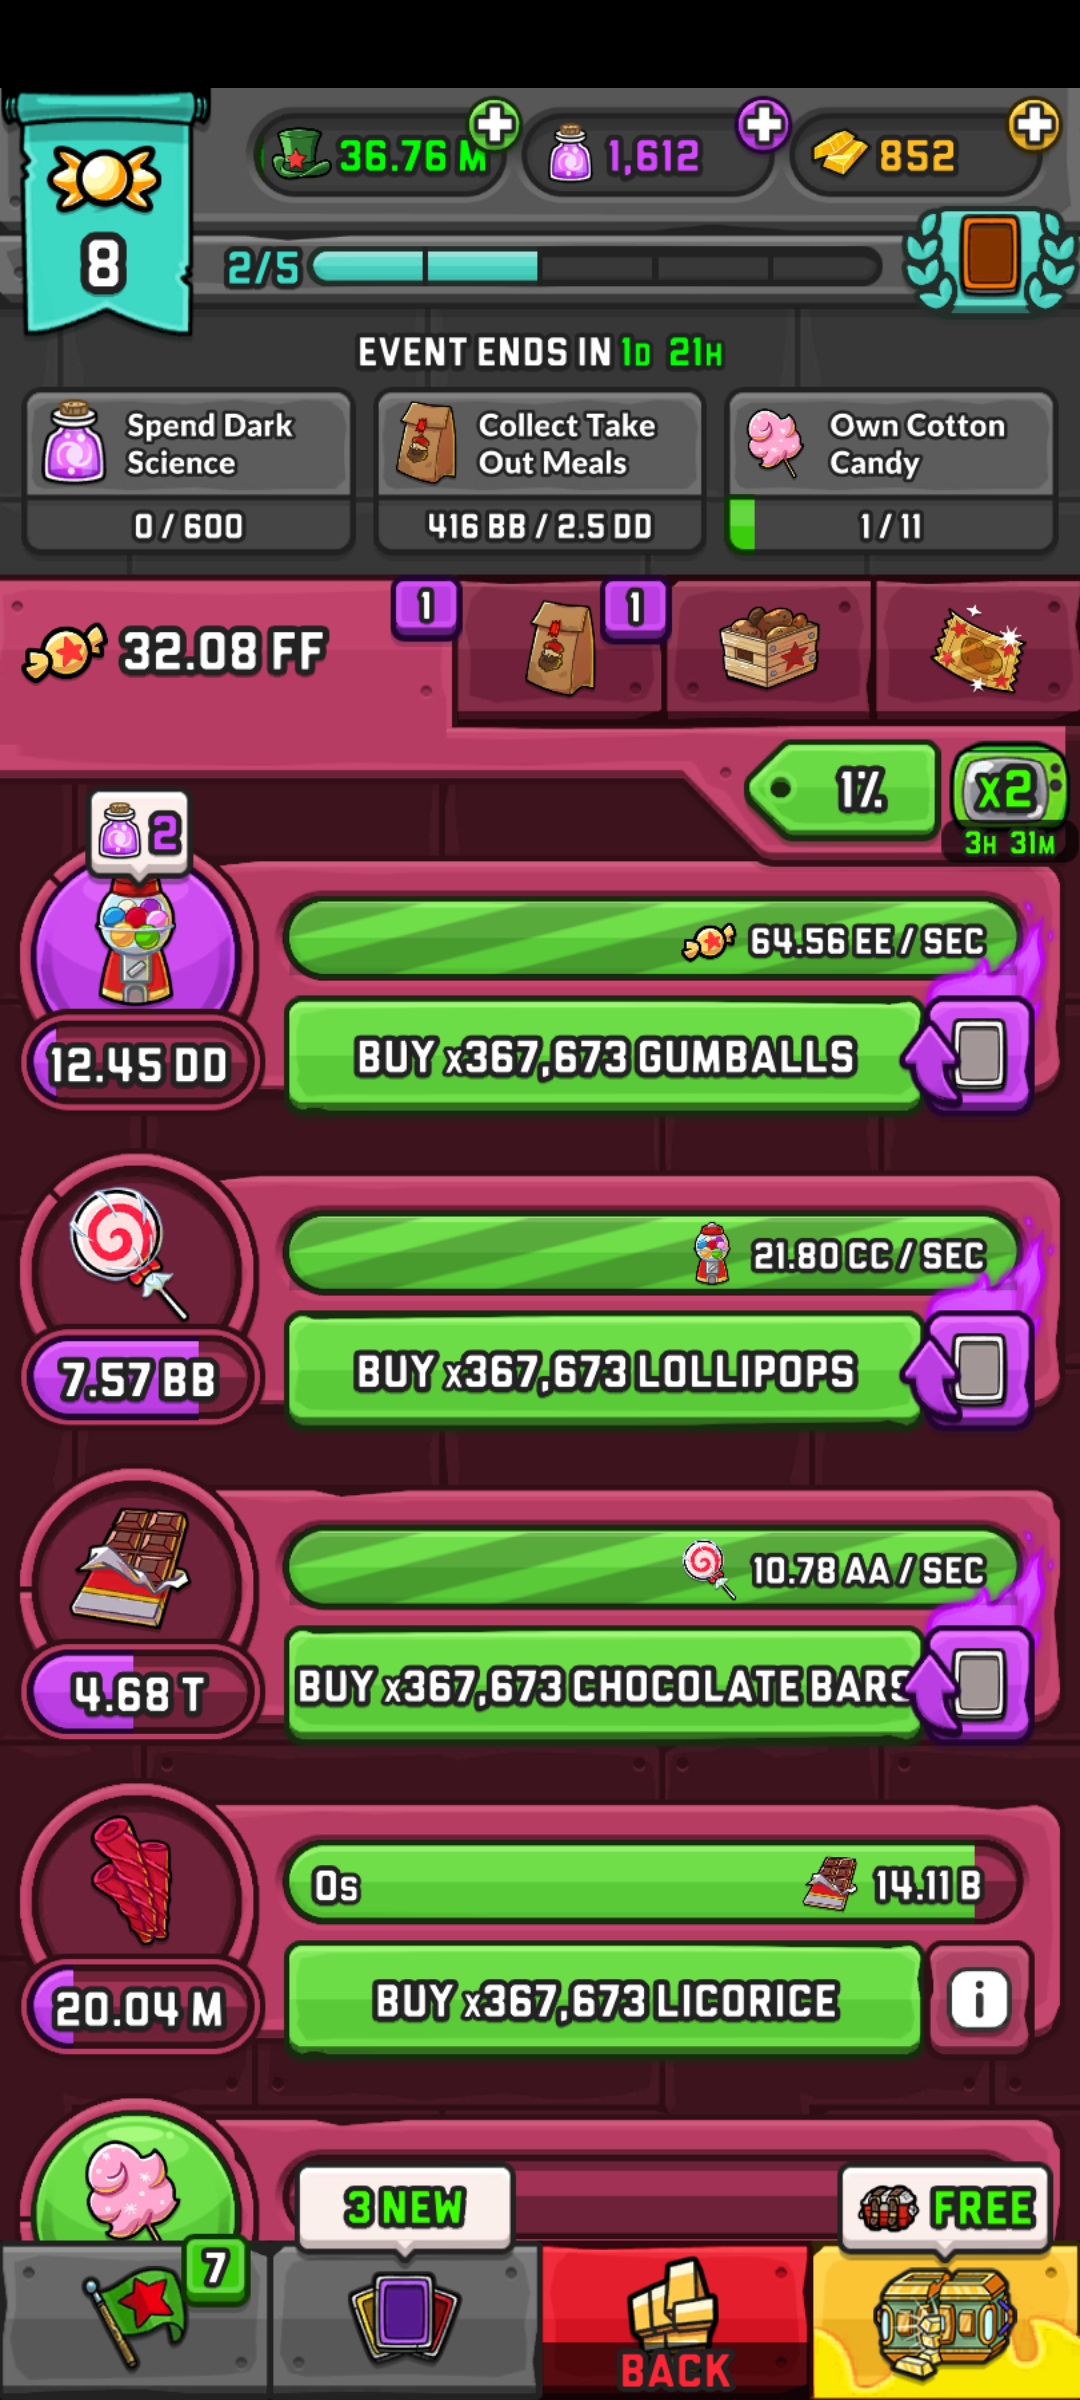 36.76 M
1,612
852
8
2/5
EVENT ENDS IN 1D 21H
Spend Dark
Science
0 / 600
Collect Take
Out Meals
416 BB / 2.5 DD
Own Cotton
Candy
1 / 11
32.08 FF
1
1
1%
x2
3H 31M
2
64.56 EE / SEC
12.45 DD
BUY x367,673 GUMBALLS
21.80 CC / SEC
7.57 BB
BUY x367,673 LOLLIPOPS
10.78 AA / SEC
4.68 T
BUY x367,673 CHOCOLATE BARS
0s
14.11 B
20.04 M
BUY x367,673 LICORICE
i
3 NEW
FREE
7
BACK